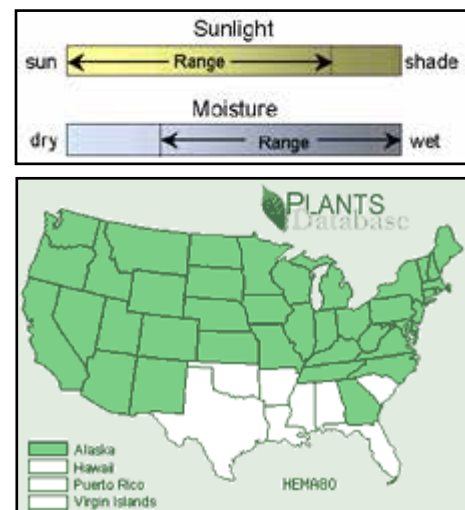 Sunlight
sun Range shade
Moisture
dry Range wet
PLANTS
Database
Alaska
Hawaii
Puerto Rico
Virgin Islands
HEMA80